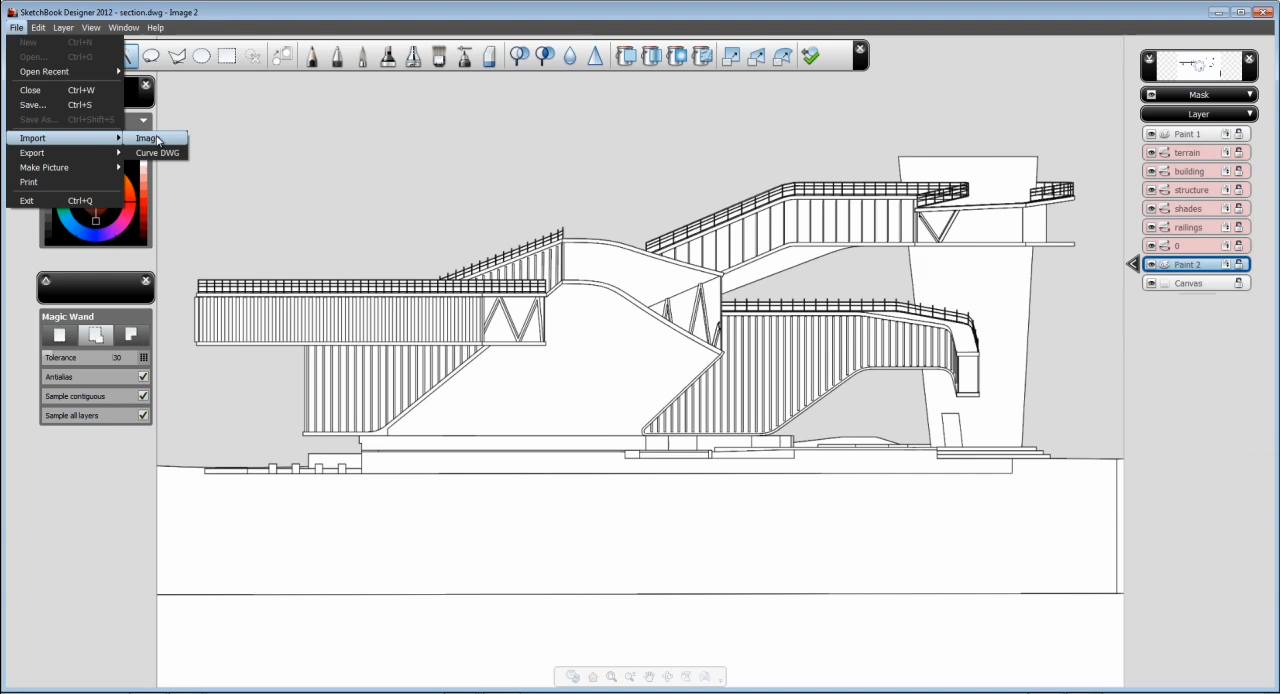 SketchBook Designer 2012 - section.dwg - Image 2
File Edit Layer View Window Help
New Ctrl+N
Open... Ctrl+O
Open Recent
Close Ctrl+W
Save... Ctrl+S
Save As... Ctrl+Shift+S
Import
Export
Make Picture
Print
Exit Ctrl+Q
Image
Curve DWG
Magic Wand
Tolerance 30
Antialias
Sample contiguous
Sample all layers
Mask
Layer
Paint 1
terrain
building
structure
shades
railings
0
Paint 2
Canvas